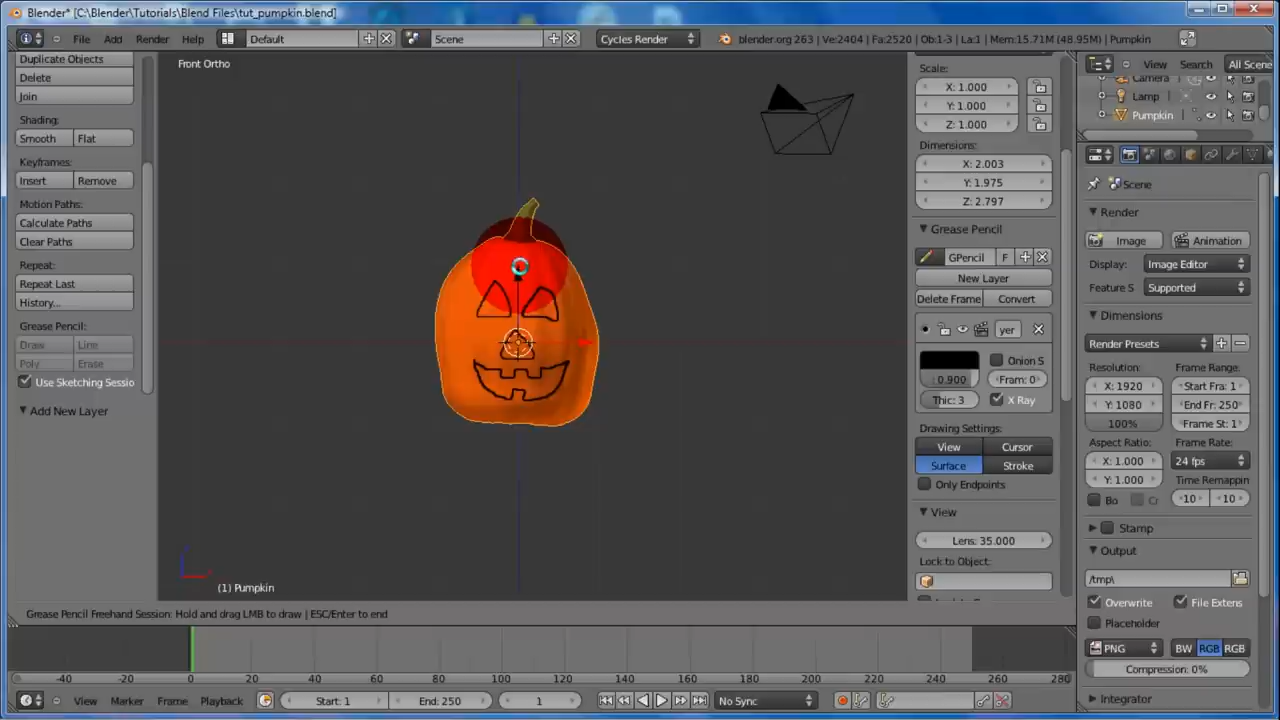 Blender* [C:\Blender\Tutorials\Blend Files\tut_pumpkin.blend]
File Add Render Help Default Scene Cycles Render blender.org 263 | Ve:2404 | Fa:2520 | Ob:1-3 | La:1 | Mem:15.71M (48.95M) | Pumpkin
Duplicate Objects
Delete
Join
Shading:
Smooth Flat
Keyframes:
Insert Remove
Motion Paths:
Calculate Paths
Clear Paths
Repeat:
Repeat Last
History...
Grease Pencil:
Draw Line
Poly Erase
Use Sketching Sessio
Add New Layer
Front Ortho
(1) Pumpkin
Grease Pencil Freehand Session: Hold and drag LMB to draw | ESC/Enter to end
Scale:
X: 1.000
Y: 1.000
Z: 1.000
Dimensions:
X: 2.003
Y: 1.975
Z: 2.797
Grease Pencil
GPencil F
New Layer
Delete Frame Convert
yer
Onion S
: 0.900 Fram: 0
Thic: 3 X Ray
Drawing Settings:
View Cursor
Surface Stroke
Only Endpoints
View
Lens: 35.000
Lock to Object:
View Search All Scene
Camera
Lamp
Pumpkin
Scene
Render
Image Animation
Display: Image Editor
Feature S Supported
Dimensions
Render Presets
Resolution: Frame Range:
X: 1920 Start Fra: 1
Y: 1080 End Fr: 250
100% Frame St: 1
Aspect Ratio: Frame Rate:
X: 1.000 24 fps
Y: 1.000 Time Remappin
Bo Cr 10 10
Stamp
Output
/tmp\
Overwrite File Extens
Placeholder
PNG BW RGB RGB
Compression: 0%
Integrator
-40 -20 0 20 40 60 80 100 120 140 160 180 200 220 240 260 280
View Marker Frame Playback Start: 1 End: 250 1 No Sync